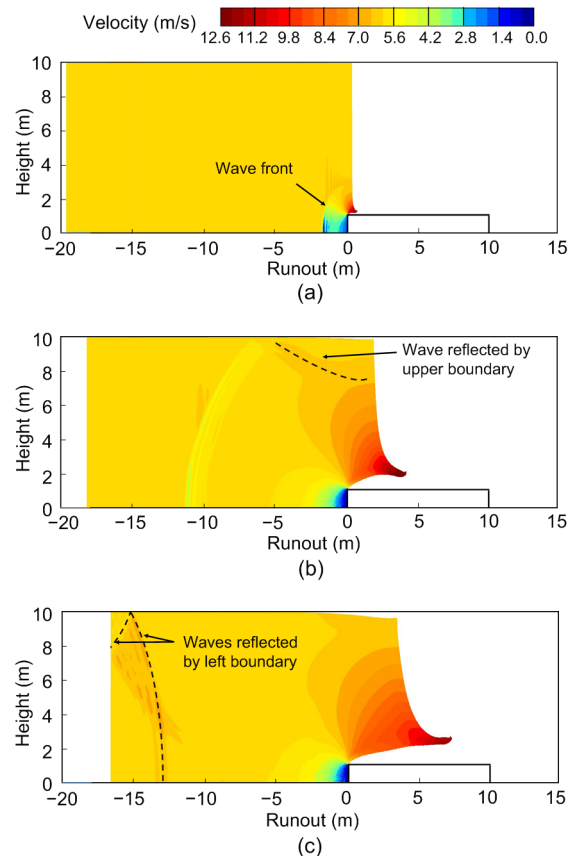 Velocity (m/s)
12.6 11.2 9.8 8.4 7.0 5.6 4.2 2.8 1.4 0.0
10
8
6
4
2
0
Height (m)
Wave front
−20 −15 −10 −5 0 5 10 15
Runout (m)
(a)
10
8
6
4
2
0
Height (m)
Wave reflected by
upper boundary
−20 −15 −10 −5 0 5 10 15
Runout (m)
(b)
10
8
6
4
2
0
Height (m)
Waves reflected
by left boundary
−20 −15 −10 −5 0 5 10 15
Runout (m)
(c)